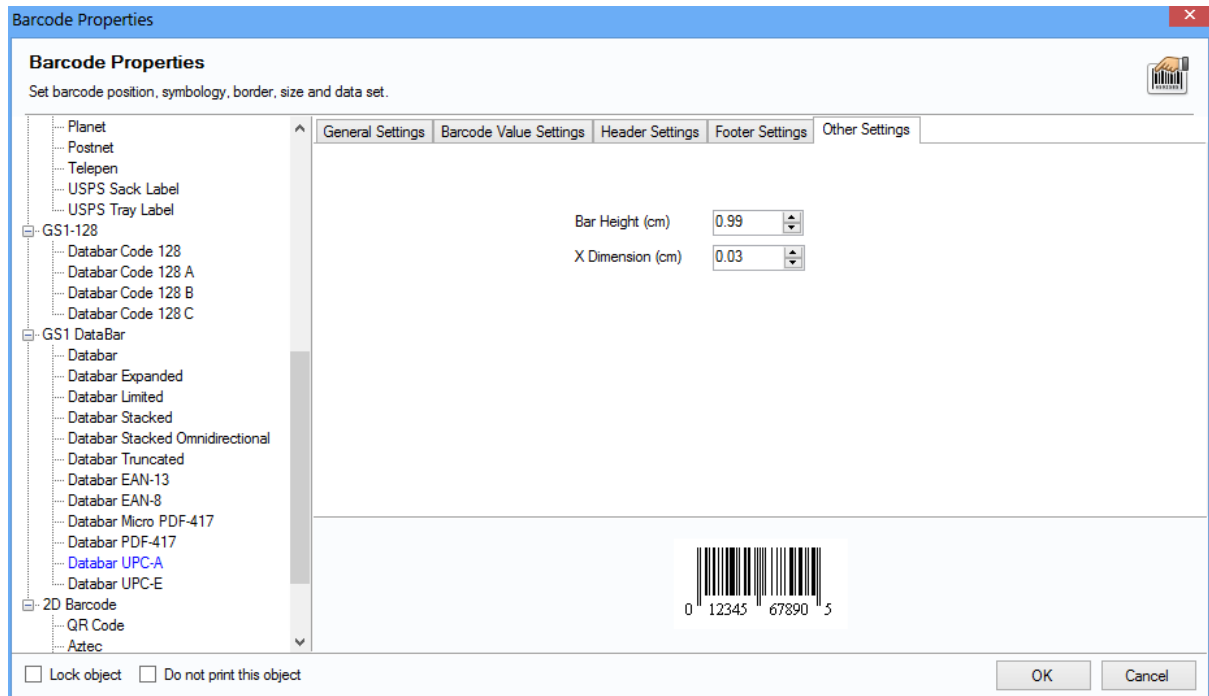 Barcode Properties
Barcode Properties
Set barcode position, symbology, border, size and data set.
Planet
Postnet
Telepen
USPS Sack Label
USPS Tray Label
GS1-128
Databar Code 128
Databar Code 128 A
Databar Code 128 B
Databar Code 128 C
GS1 DataBar
Databar
Databar Expanded
Databar Limited
Databar Stacked
Databar Stacked Omnidirectional
Databar Truncated
Databar EAN-13
Databar EAN-8
Databar Micro PDF-417
Databar PDF-417
Databar UPC-A
Databar UPC-E
2D Barcode
QR Code
Aztec
General Settings Barcode Value Settings Header Settings Footer Settings Other Settings
Bar Height (cm) 0.99
X Dimension (cm) 0.03
0 12345 67890 5
Lock object Do not print this object OK Cancel